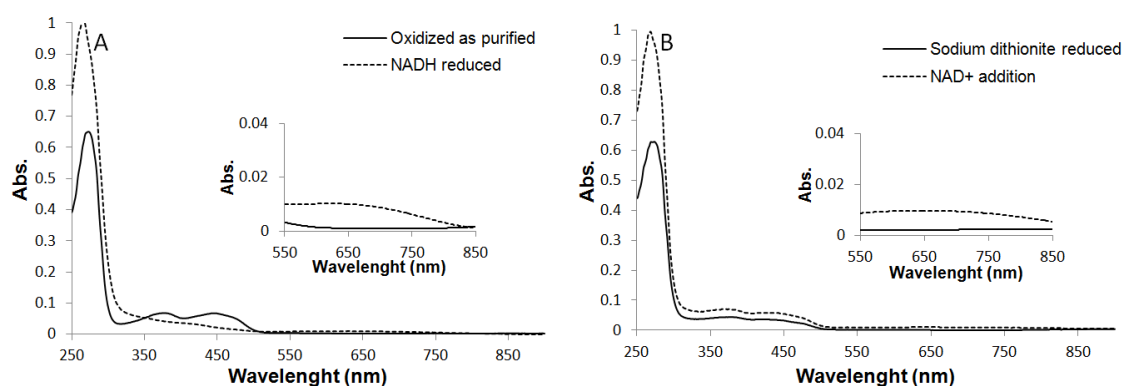 A
Oxidized as purified
NADH reduced
Abs.
1
0.9
0.8
0.7
0.6
0.5
0.4
0.3
0.2
0.1
0
250 350 450 550 650 750 850
Wavelenght (nm)
Abs.
0.04
0.02
0
550 650 750 850
Wavelenght (nm)
B
Sodium dithionite reduced
NAD+ addition
Abs.
1
0.9
0.8
0.7
0.6
0.5
0.4
0.3
0.2
0.1
0
250 350 450 550 650 750 850
Wavelenght (nm)
Abs.
0.04
0.02
0
550 650 750 850
Wavelenght (nm)